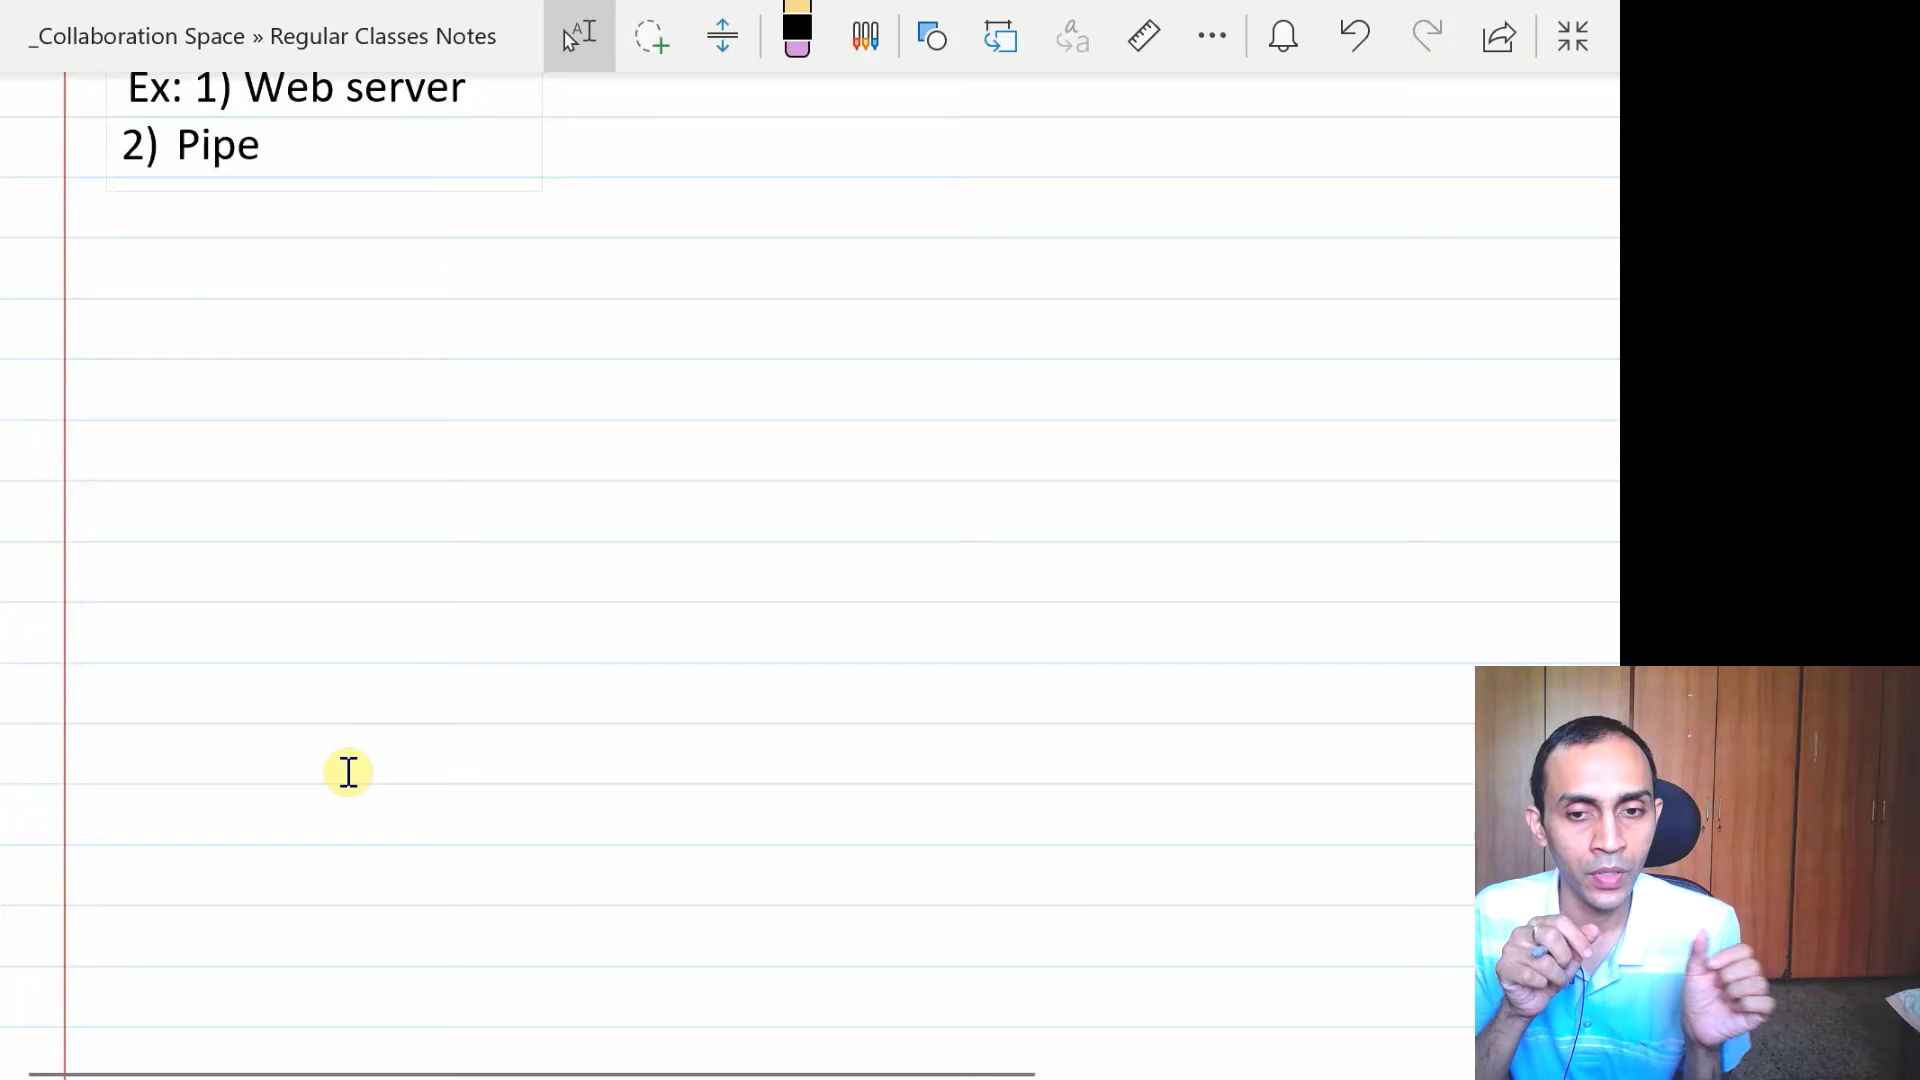 _Collaboration Space » Regular Classes Notes
Ex: 1) Web server
2) Pipe